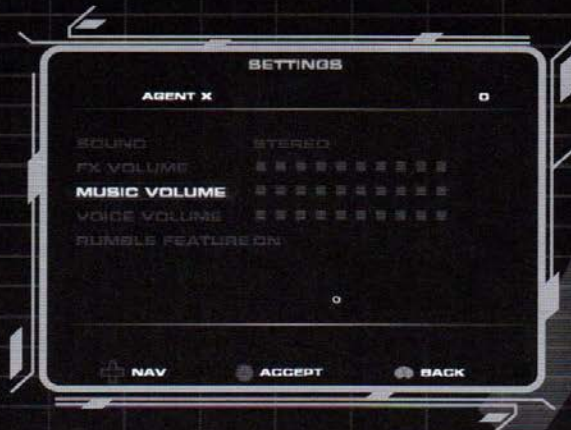 SETTINGS
AGENT X 0
SOUND STEREO
FX VOLUME
MUSIC VOLUME
VOICE VOLUME
RUMBLE FEATURE ON
0
NAV ACCEPT BACK